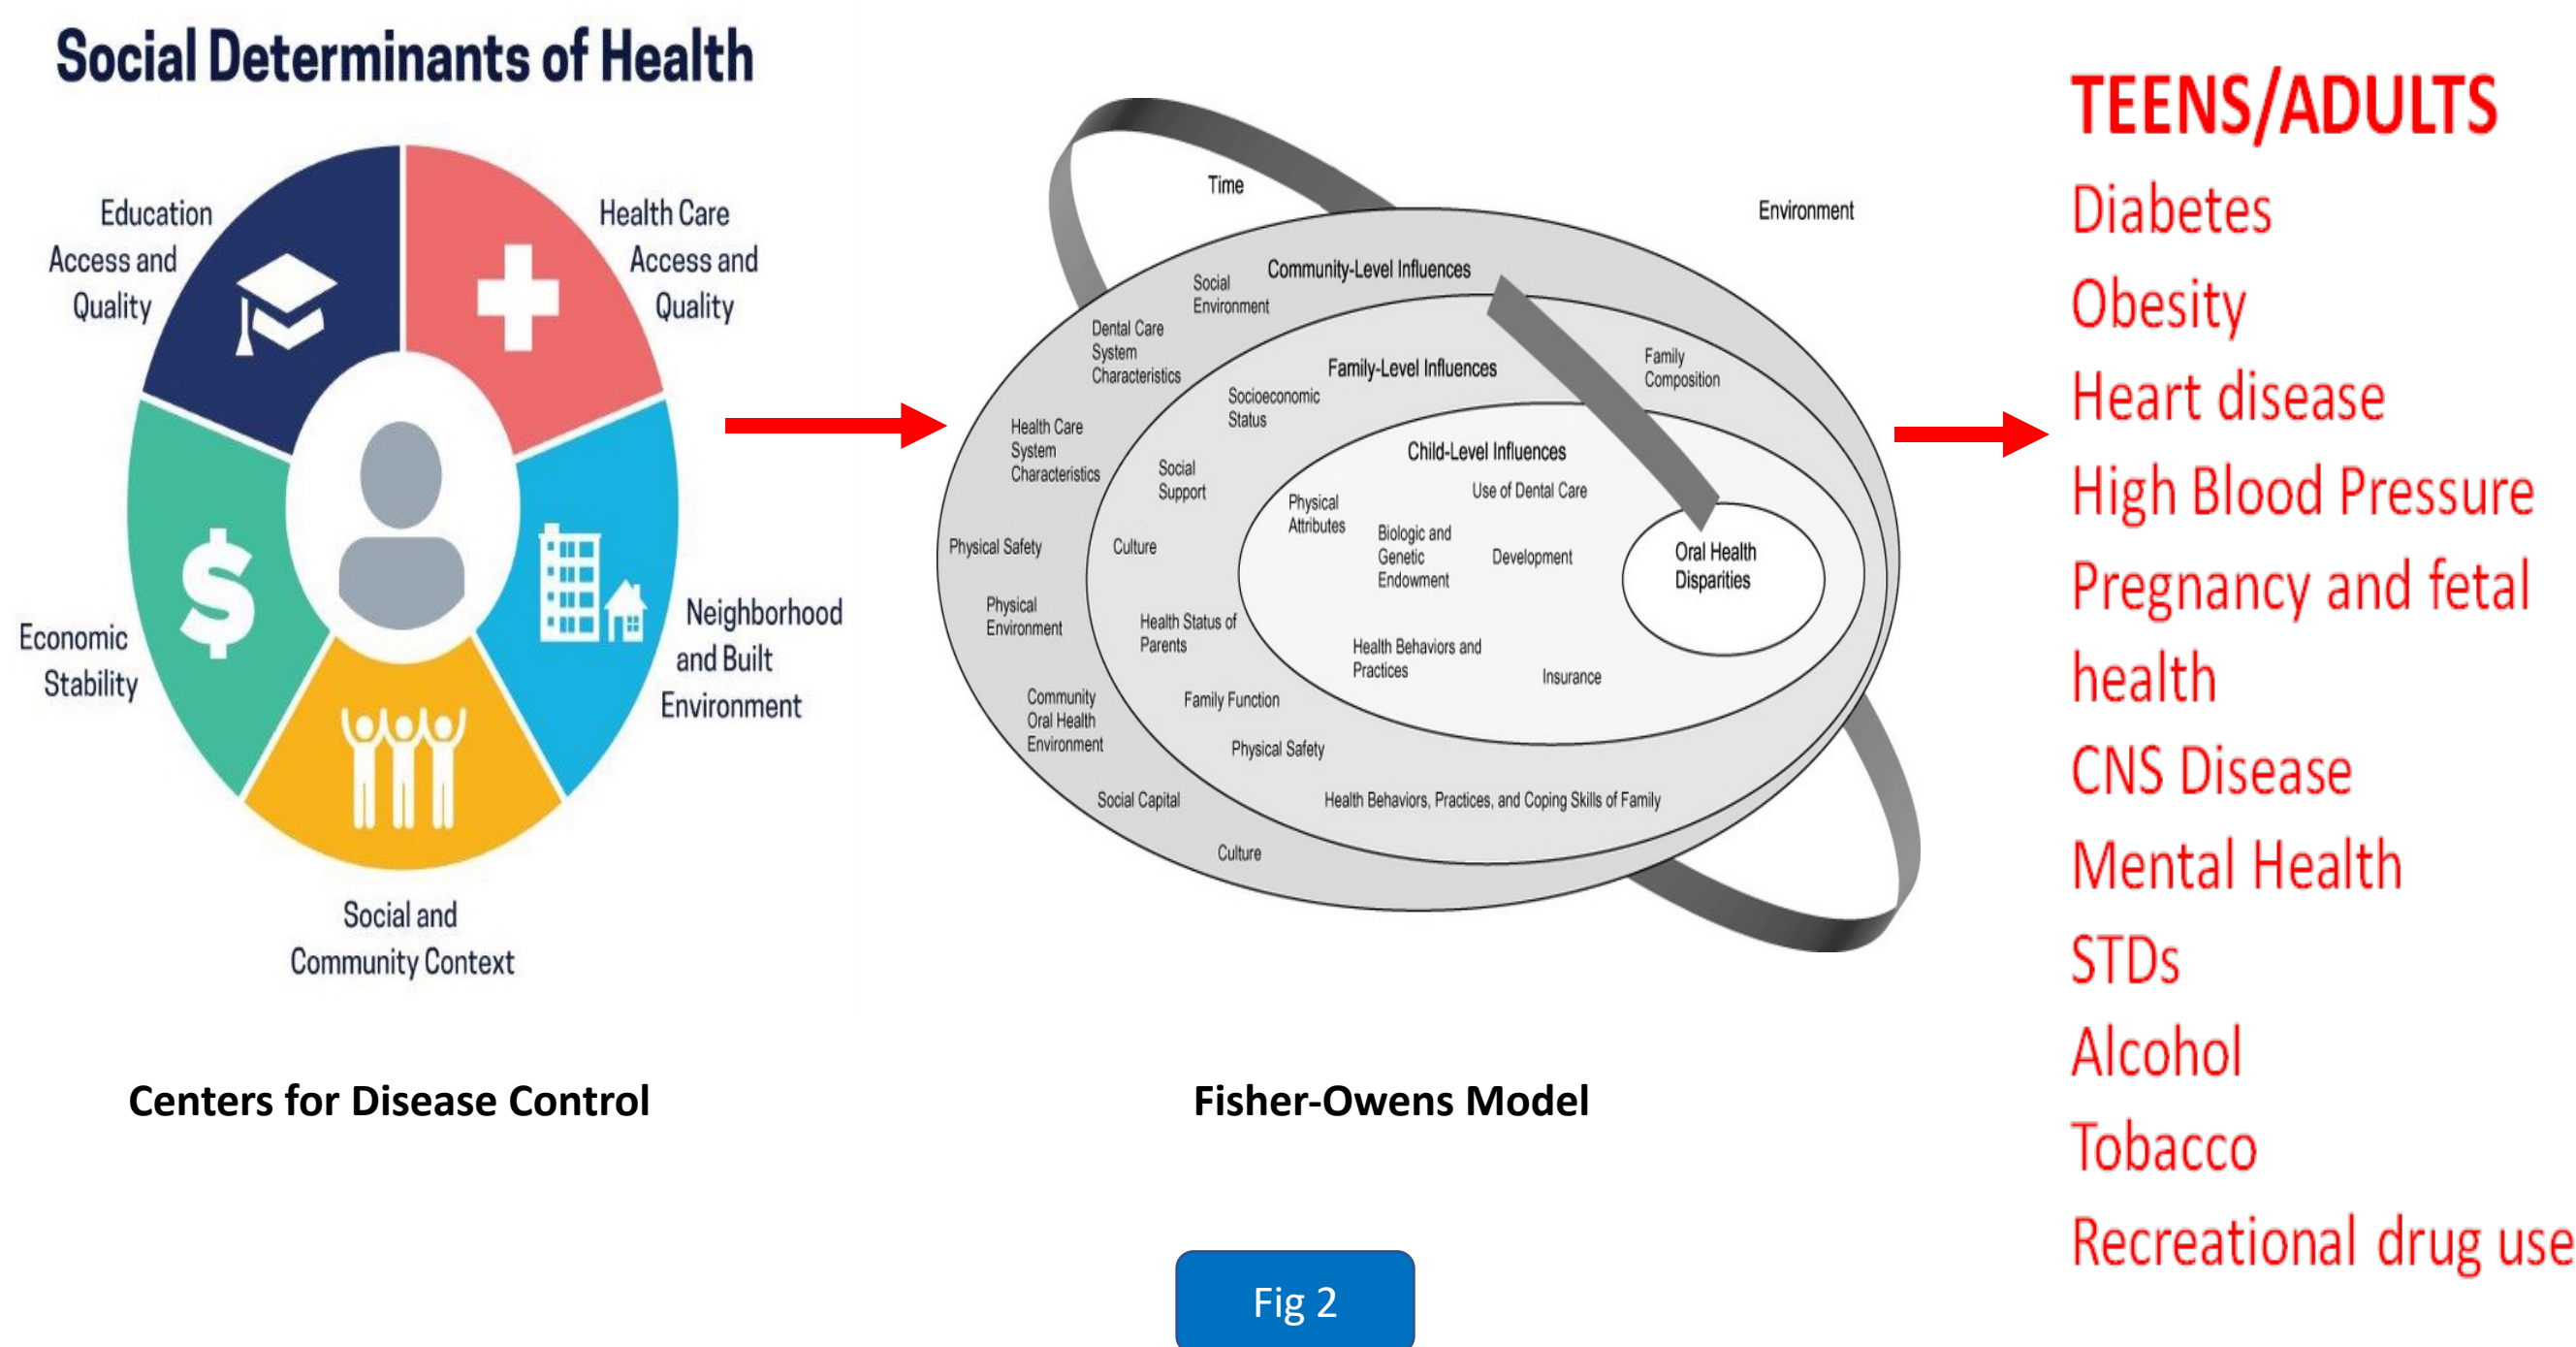 Social Determinants of Health
Education
Access and
Quality
Health Care
Access and
Quality
Economic
Stability
Neighborhood
and Built
Environment
Social and
Community Context
Centers for Disease Control
Time
Environment
Community-Level Influences
Social
Environment
Dental Care
System
Characteristics
Health Care
System
Characteristics
Physical Safety
Physical
Environment
Community
Oral Health
Environment
Social Capital
Culture
Family-Level Influences
Family
Composition
Socioeconomic
Status
Social
Support
Culture
Health Status of
Parents
Family Function
Physical Safety
Health Behaviors, Practices, and Coping Skills of Family
Child-Level Influences
Physical
Attributes
Use of Dental Care
Biologic and
Genetic
Endowment
Development
Health Behaviors and
Practices
Insurance
Oral Health
Disparities
Fisher-Owens Model
TEENS/ADULTS
Diabetes
Obesity
Heart disease
High Blood Pressure
Pregnancy and fetal
health
CNS Disease
Mental Health
STDs
Alcohol
Tobacco
Recreational drug use
Fig 2